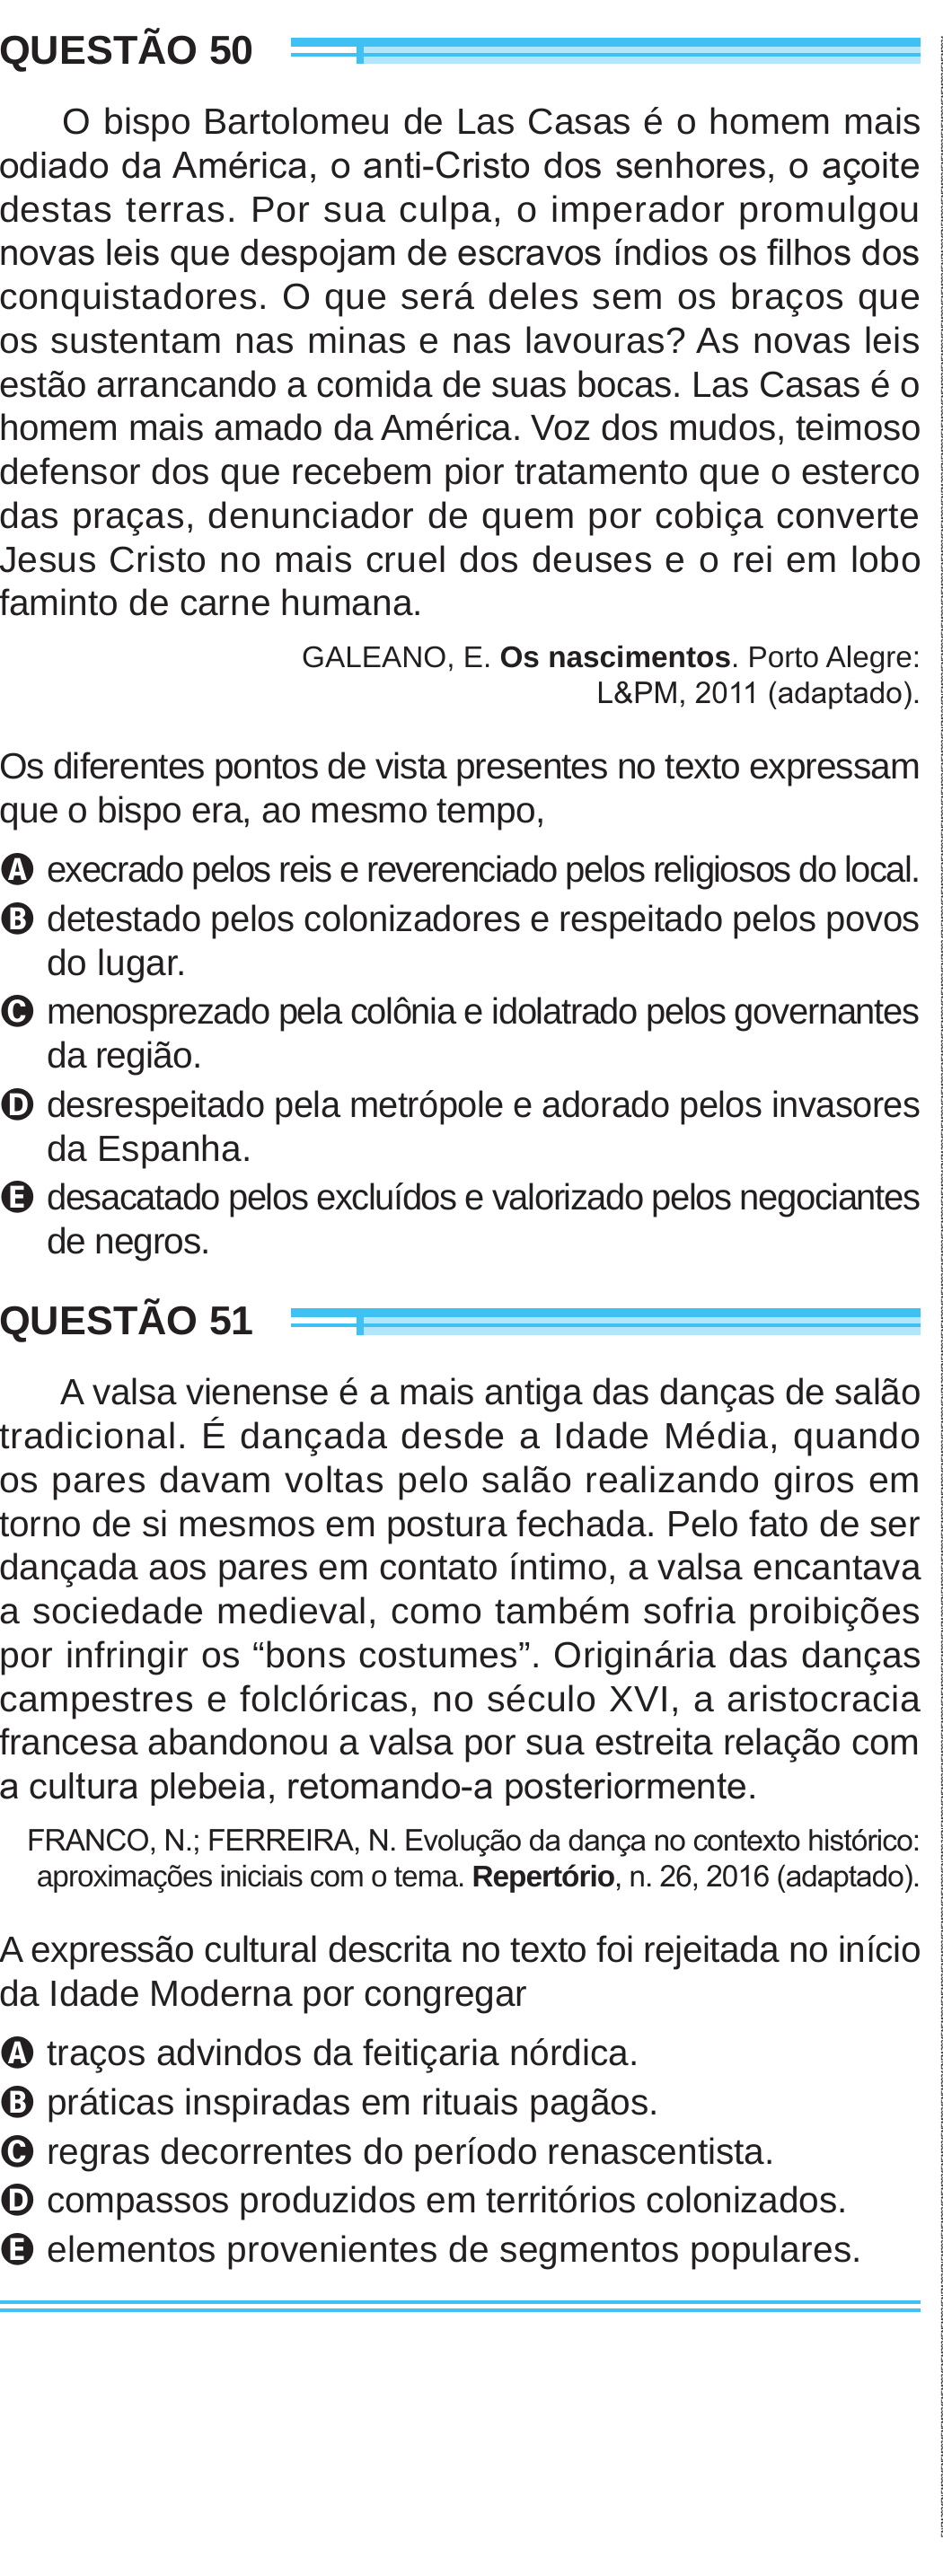 QUESTÃO 50
O bispo Bartolomeu de Las Casas é o homem mais
odiado da América, o anti-Cristo dos senhores, o açoite
destas terras. Por sua culpa, o imperador promulgou
novas leis que despojam de escravos índios os filhos dos
conquistadores. O que será deles sem os braços que
os sustentam nas minas e nas lavouras? As novas leis
estão arrancando a comida de suas bocas. Las Casas é o
homem mais amado da América. Voz dos mudos, teimoso
defensor dos que recebem pior tratamento que o esterco
das praças, denunciador de quem por cobiça converte
Jesus Cristo no mais cruel dos deuses e o rei em lobo
faminto de carne humana.
GALEANO, E. Os nascimentos. Porto Alegre:
L&PM, 2011 (adaptado).
Os diferentes pontos de vista presentes no texto expressam
que o bispo era, ao mesmo tempo,
A execrado pelos reis e reverenciado pelos religiosos do local.
B detestado pelos colonizadores e respeitado pelos povos
do lugar.
C menosprezado pela colônia e idolatrado pelos governantes
da região.
D desrespeitado pela metrópole e adorado pelos invasores
da Espanha.
E desacatado pelos excluídos e valorizado pelos negociantes
de negros.
QUESTÃO 51
A valsa vienense é a mais antiga das danças de salão
tradicional. É dançada desde a Idade Média, quando
os pares davam voltas pelo salão realizando giros em
torno de si mesmos em postura fechada. Pelo fato de ser
dançada aos pares em contato íntimo, a valsa encantava
a sociedade medieval, como também sofria proibições
por infringir os “bons costumes”. Originária das danças
campestres e folclóricas, no século XVI, a aristocracia
francesa abandonou a valsa por sua estreita relação com
a cultura plebeia, retomando-a posteriormente.
FRANCO, N.; FERREIRA, N. Evolução da dança no contexto histórico:
aproximações iniciais com o tema. Repertório, n. 26, 2016 (adaptado).
A expressão cultural descrita no texto foi rejeitada no início
da Idade Moderna por congregar
A traços advindos da feitiçaria nórdica.
B práticas inspiradas em rituais pagãos.
C regras decorrentes do período renascentista.
D compassos produzidos em territórios colonizados.
E elementos provenientes de segmentos populares.